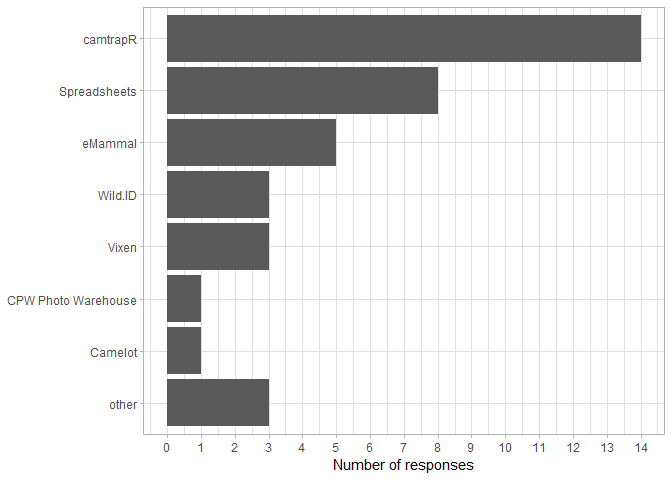 camtrapR
Spreadsheets
eMammal
Wild.ID
Vixen
CPW Photo Warehouse
Camelot
other
0 1 2 3 4 5 6 7 8 9 10 11 12 13 14
Number of responses